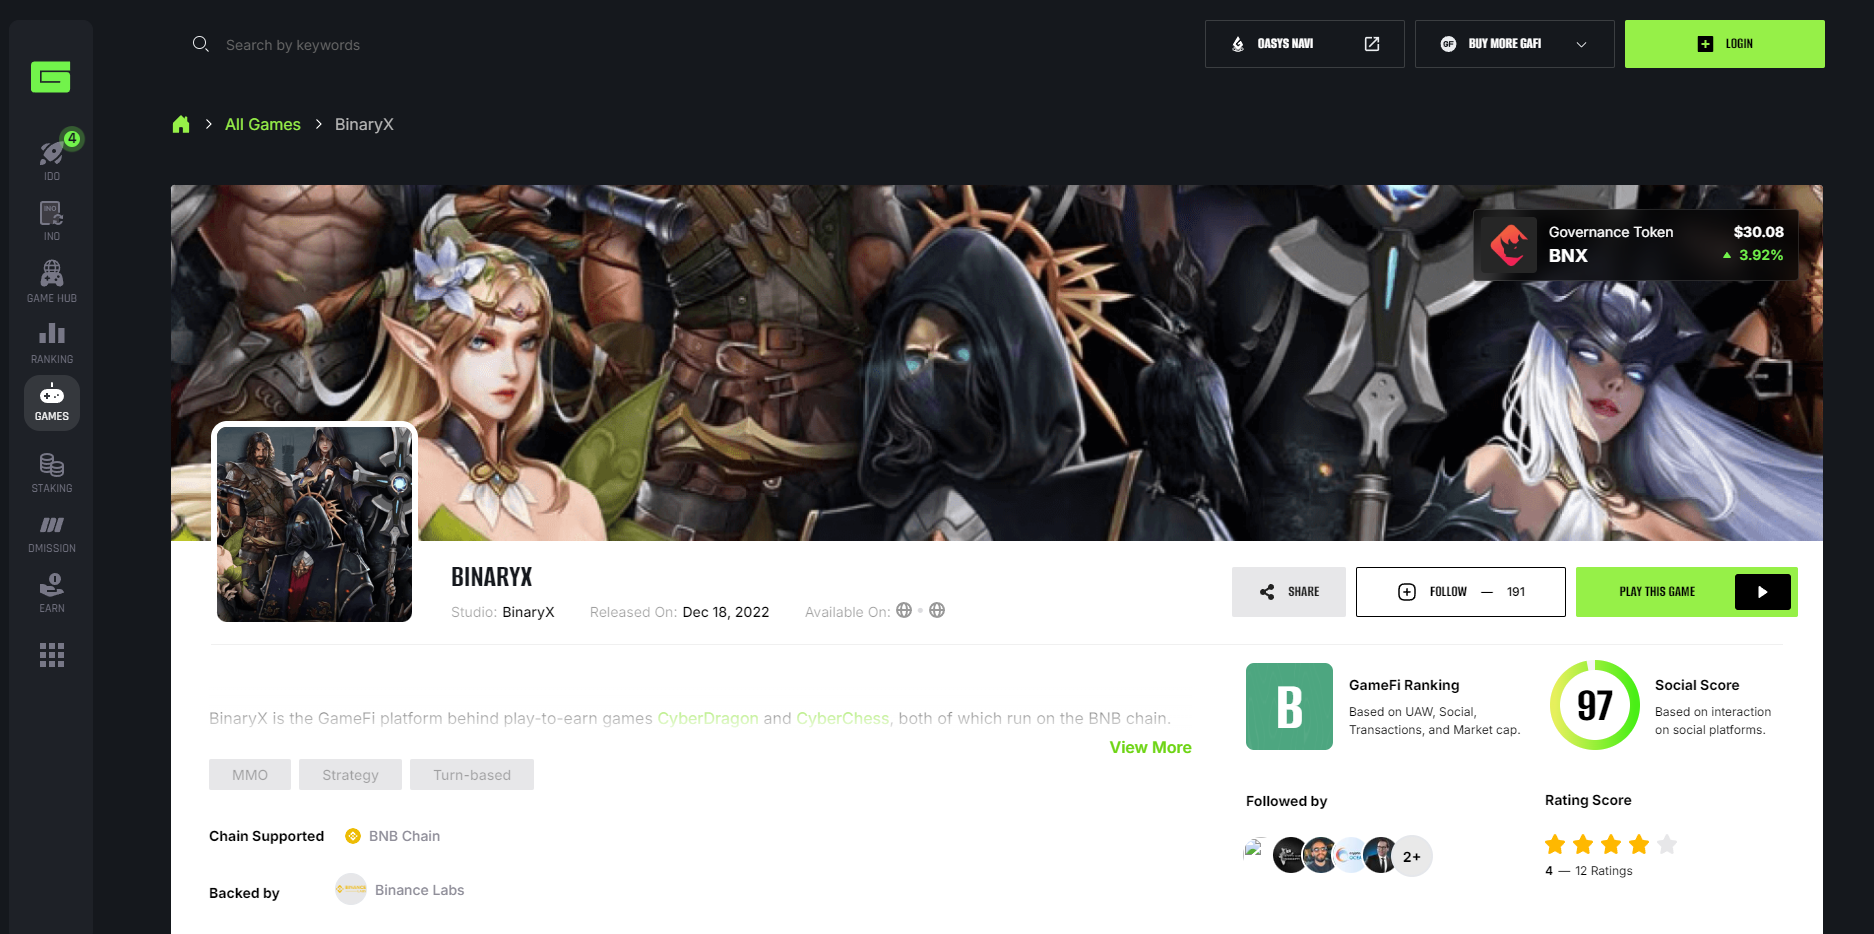 Search by keywords
OASYS NAVI
BUY MORE GAFI
LOGIN
4
IDO
INO
INO
GAME HUB
RANKING
GAMES
STAKING
DMISSION
EARN
All Games
BinaryX
Governance Token
$30.08
BNX
3.92%
BINARYX
Studio: BinaryX
Released On: Dec 18, 2022
Available On:
SHARE
FOLLOW — 191
PLAY THIS GAME
BinaryX is the GameFi platform behind play-to-earn games CyberDragon and CyberChess, both of which run on the BNB chain.
View More
MMO
Strategy
Turn-based
Chain Supported
BNB Chain
Backed by
Binance Labs
B
GameFi Ranking
Based on UAW, Social,
Transactions, and Market cap.
97
Social Score
Based on interaction
on social platforms.
Followed by
2+
Rating Score
4 — 12 Ratings